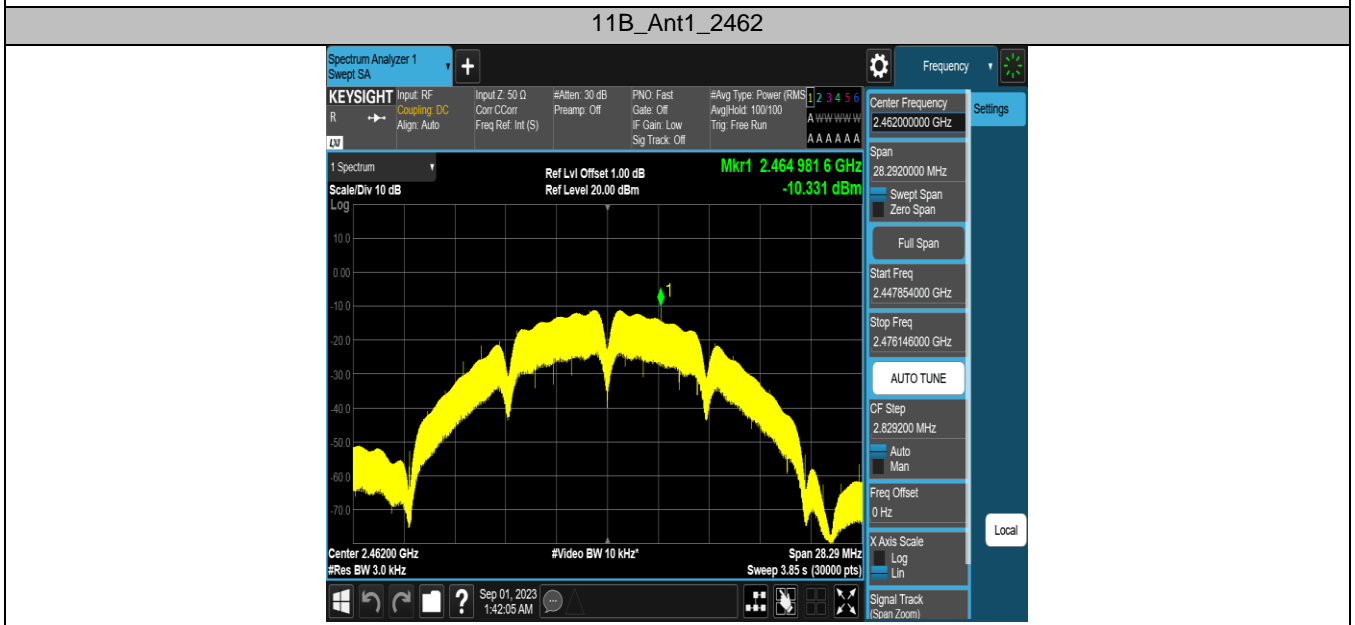 11B_Ant1_2462
Spectrum Analyzer 1
Swept SA
Frequency
KEYSIGHT
R
LXI
Input: RF
Coupling: DC
Align: Auto
Input Z: 50 Ω
Corr CCorr
Freq Ref: Int (S)
#Atten: 30 dB
Preamp: Off
PNO: Fast
Gate: Off
IF Gain: Low
Sig Track: Off
#Avg Type: Power (RMS
Avg|Hold: 100/100
Trig: Free Run
1 2 3 4 5 6
A W W W W W
A A A A A A
1 Spectrum
Scale/Div 10 dB
Log
Ref Lvl Offset 1.00 dB
Ref Level 20.00 dBm
Mkr1 2.464 981 6 GHz
-10.331 dBm
10.0
0.00
-10.0
-20.0
-30.0
-40.0
-50.0
-60.0
-70.0
1
Center 2.46200 GHz
#Res BW 3.0 kHz
#Video BW 10 kHz*
Span 28.29 MHz
Sweep 3.85 s (30000 pts)
Center Frequency
2.462000000 GHz
Settings
Span
28.2920000 MHz
Swept Span
Zero Span
Full Span
Start Freq
2.447854000 GHz
Stop Freq
2.476146000 GHz
AUTO TUNE
CF Step
2.829200 MHz
Auto
Man
Freq Offset
0 Hz
X Axis Scale
Log
Lin
Local
Signal Track
(Span Zoom)
?
Sep 01, 2023
1:42:05 AM